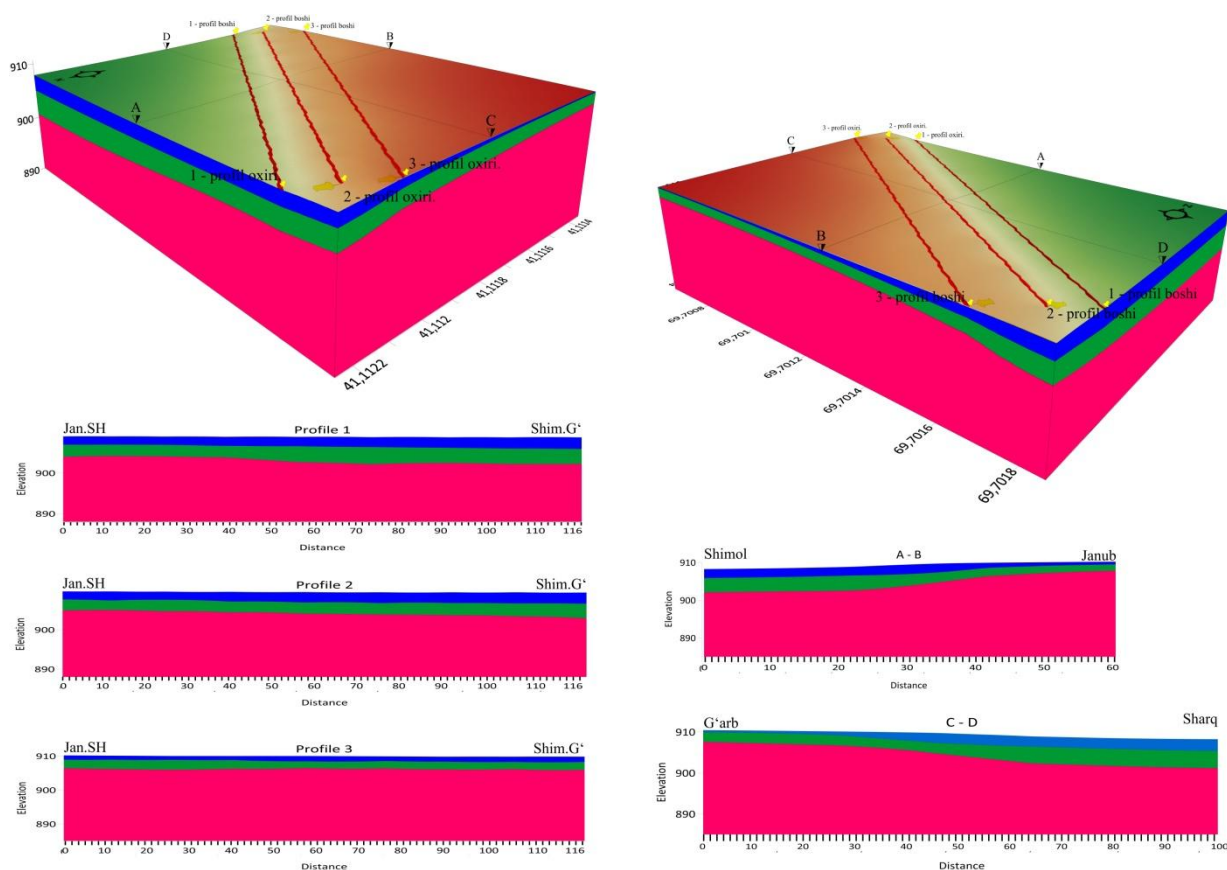 1 - profil boshi
2 - profil boshi
3 - profil boshi
D
B
910
900
890
A
C
1 - profil oxiri.
3 - profil oxiri.
2 - profil oxiri.
41,1114
41,1116
41,1118
41,112
41,1122
3 - profil oxiri.
2 - profil oxiri.
1 - profil oxiri.
C
A
B
D
3 - profil boshi
1 - profil boshi
2 - profil boshi
69,7008
69,701
69,7012
69,7014
69,7016
69,7018
Jan.SH Profile 1 Shim.G‘
Elevation
900
890
0 10 20 30 40 50 60 70 80 90 100 110 116
Distance
Jan.SH Profile 2 Shim.G‘
Elevation
900
890
0 10 20 30 40 50 60 70 80 90 100 110 116
Distance
Jan.SH Profile 3 Shim.G‘
Elevation
910
900
890
0 10 20 30 40 50 60 70 80 90 100 110 116
Distance
Shimol A - B Janub
Elevation
910
900
890
0 10 20 30 40 50 60
Distance
G‘arb C - D Sharq
Elevation
910
900
890
0 10 20 30 40 50 60 70 80 90 100
Distance